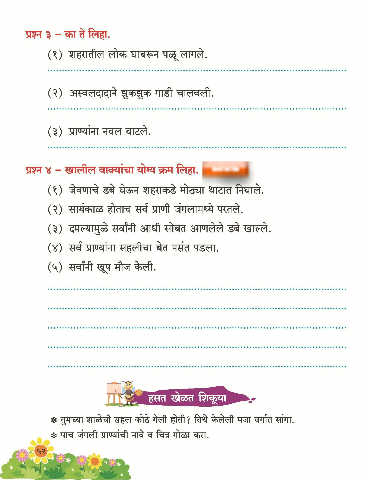 प्रश्न ३ – का ते लिहा.
(१) शहरातील लोक घाबरून पळू लागले.
(२) अस्वलदादाने झुकझुक गाडी चालवली.
(३) प्राण्यांना नवल वाटले.
प्रश्न ४ – खालील वाक्यांचा योग्य क्रम लिहा.
(१) जेवणाचे डबे घेऊन शहराकडे मोठ्या थाटात निघाले.
(२) सायंकाळ होताच सर्व प्राणी जंगलामध्ये परतले.
(३) दमल्यामुळे सर्वांनी आधी सोबत आणलेले डबे खाल्ले.
(४) सर्व प्राण्यांना सहलीचा बेत पसंत पडला.
(५) सर्वांनी खूप मौज केली.
हसत खेळत शिकूया
❋ तुमच्या शाळेची सहल कोठे गेली होती? तिथे केलेली मजा वर्गात सांगा.
❋ पाच जंगली प्राण्यांची नावे व चित्र गोळा करा.